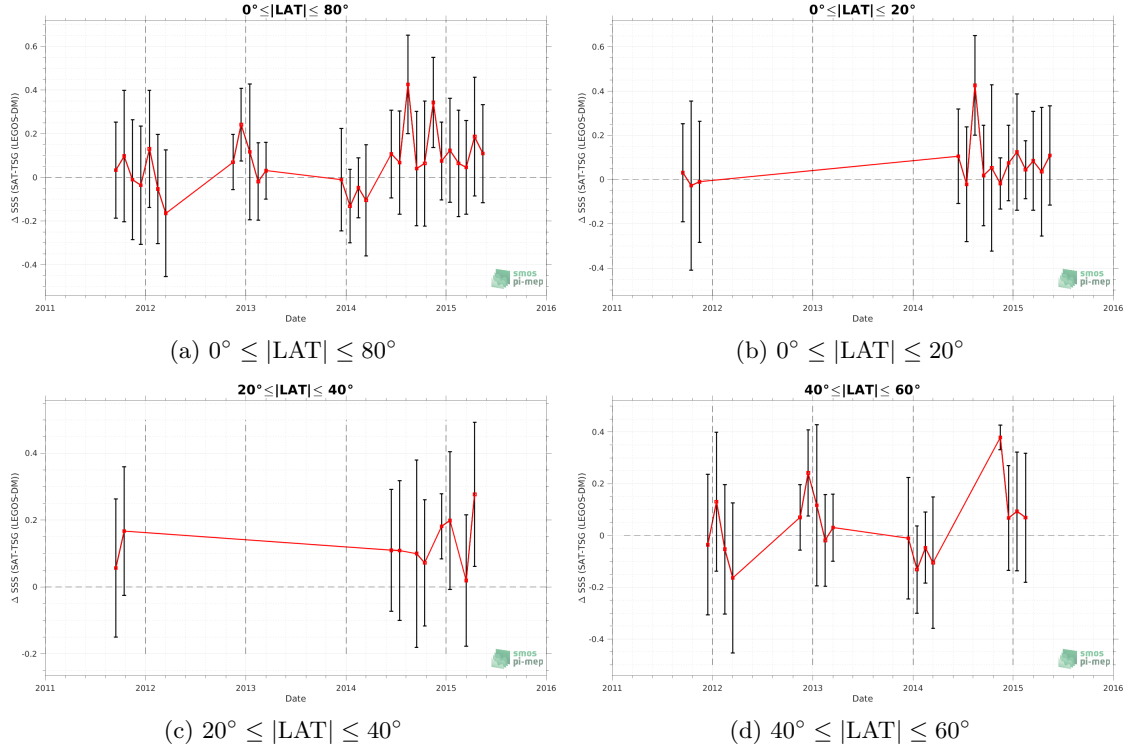 0°≤|LAT|≤ 80°
Δ SSS (SAT-TSG (LEGOS-DM))
0.6
0.4
0.2
0
-0.2
-0.4
2011 2012 2013 2014 2015 2016
Date
smos
pi-mep
(a) 0° ≤ |LAT| ≤ 80°
0°≤|LAT|≤ 20°
Δ SSS (SAT-TSG (LEGOS-DM))
0.6
0.4
0.2
0
-0.2
-0.4
2011 2012 2013 2014 2015 2016
Date
smos
pi-mep
(b) 0° ≤ |LAT| ≤ 20°
20°≤|LAT|≤ 40°
Δ SSS (SAT-TSG (LEGOS-DM))
0.4
0.2
0
-0.2
2011 2012 2013 2014 2015 2016
Date
smos
pi-mep
(c) 20° ≤ |LAT| ≤ 40°
40°≤|LAT|≤ 60°
Δ SSS (SAT-TSG (LEGOS-DM))
0.4
0.2
0
-0.2
-0.4
2011 2012 2013 2014 2015 2016
Date
smos
pi-mep
(d) 40° ≤ |LAT| ≤ 60°